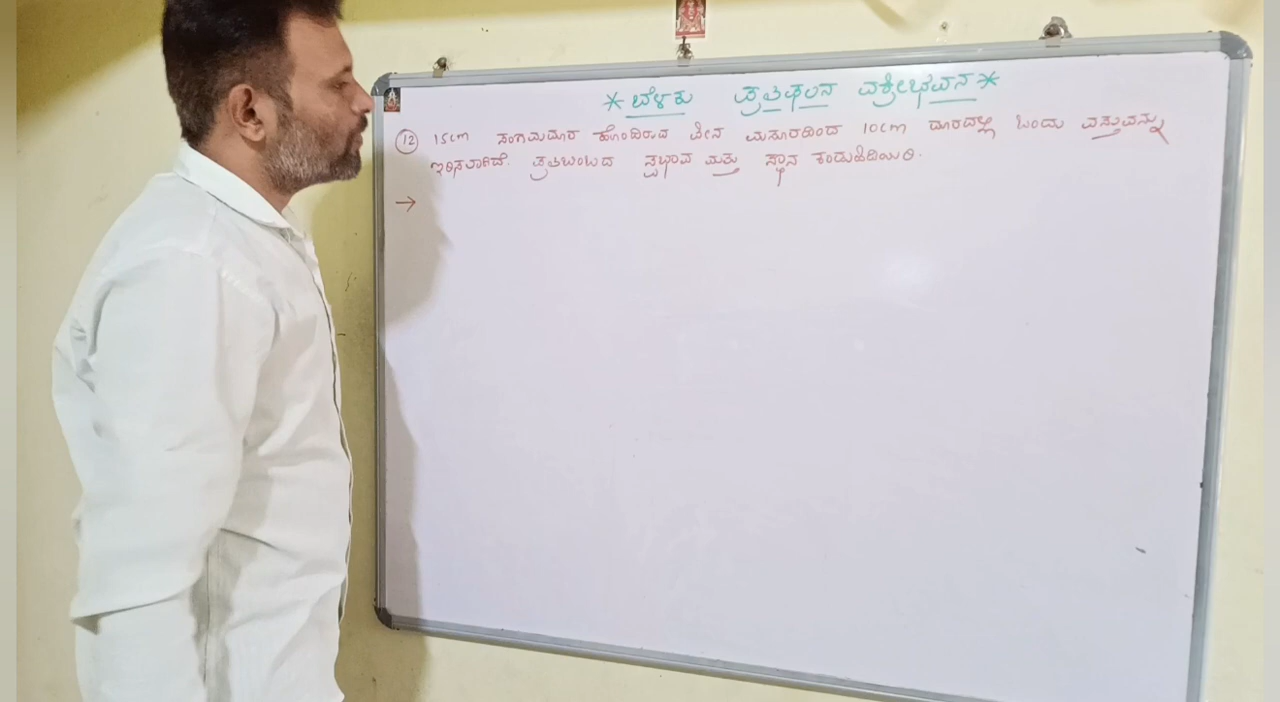 * ಬೆಳಕು ಪ್ರತಿಫಲನ ವಕ್ರೀಭವನ *
12 15cm ಸಂಗಮದೂರ ಹೊಂದಿರುವ ಪೀನ ಮಸೂರದಿಂದ 10cm ದೂರದಲ್ಲಿ ಒಂದು ವಸ್ತುವನ್ನು
ಇರಿಸಲಾಗಿದೆ. ಪ್ರತಿಬಿಂಬದ ಸ್ವಭಾವ ಮತ್ತು ಸ್ಥಾನ ಕಂಡುಹಿಡಿಯಿರಿ.
→